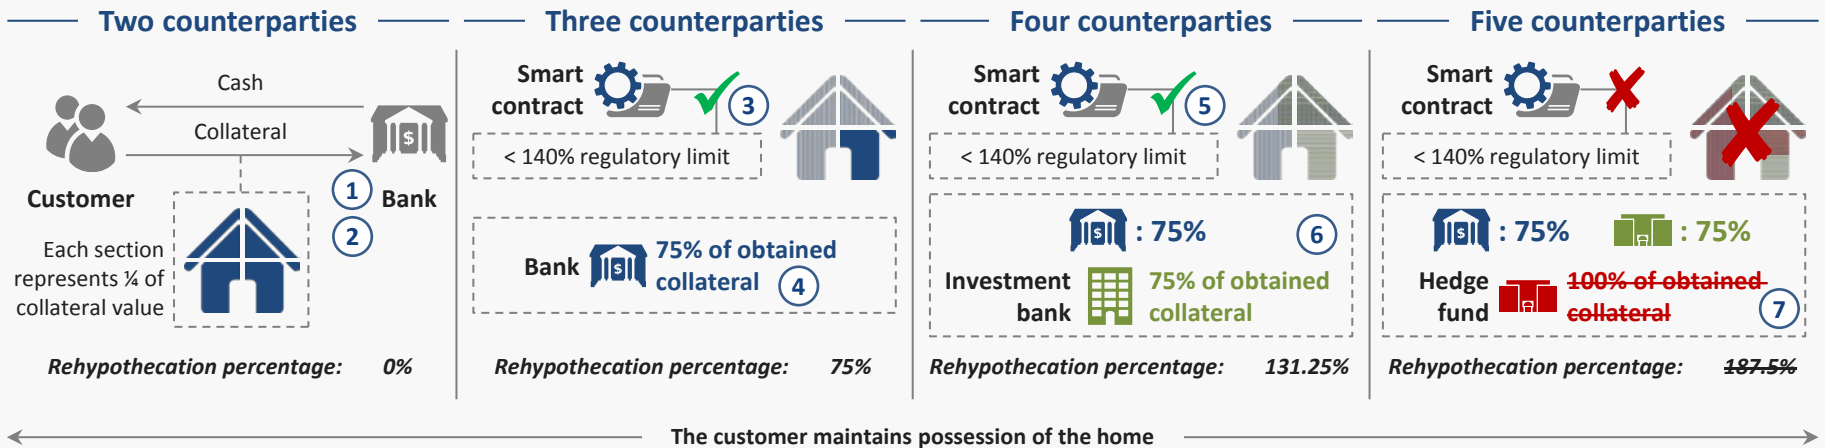 Two counterparties
Cash
Collateral
$
Customer
1
Bank
2
Each section
represents ¼ of
collateral value
Rehypothecation percentage: 0%
Three counterparties
Smart
contract
3
< 140% regulatory limit
Bank
$
75% of obtained
collateral
4
Rehypothecation percentage: 75%
Four counterparties
Smart
contract
5
< 140% regulatory limit
$
: 75%
6
Investment
bank
75% of obtained
collateral
Rehypothecation percentage: 131.25%
Five counterparties
Smart
contract
< 140% regulatory limit
$
: 75%
: 75%
Hedge
fund
100% of obtained
collateral
7
Rehypothecation percentage: 187.5%
The customer maintains possession of the home